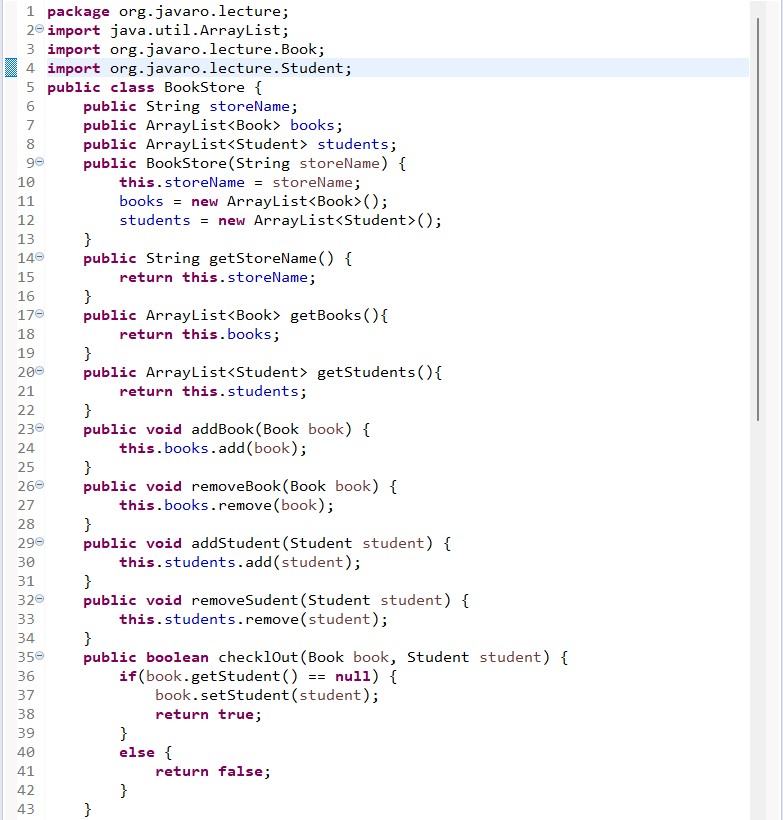 1 package org.javaro.lecture;
2 import java.util.ArrayList;
3 import org.javaro.lecture.Book;
4 import org.javaro.lecture.Student;
5 public class BookStore {
6     public String storeName;
7     public ArrayList<Book> books;
8     public ArrayList<Student> students;
9     public BookStore(String storeName) {
10         this.storeName = storeName;
11         books = new ArrayList<Book>();
12         students = new ArrayList<Student>();
13     }
14     public String getStoreName() {
15         return this.storeName;
16     }
17     public ArrayList<Book> getBooks(){
18         return this.books;
19     }
20     public ArrayList<Student> getStudents(){
21         return this.students;
22     }
23     public void addBook(Book book) {
24         this.books.add(book);
25     }
26     public void removeBook(Book book) {
27         this.books.remove(book);
28     }
29     public void addStudent(Student student) {
30         this.students.add(student);
31     }
32     public void removeSudent(Student student) {
33         this.students.remove(student);
34     }
35     public boolean checklOut(Book book, Student student) {
36         if(book.getStudent() == null) {
37             book.setStudent(student);
38             return true;
39         }
40         else {
41             return false;
42         }
43     }